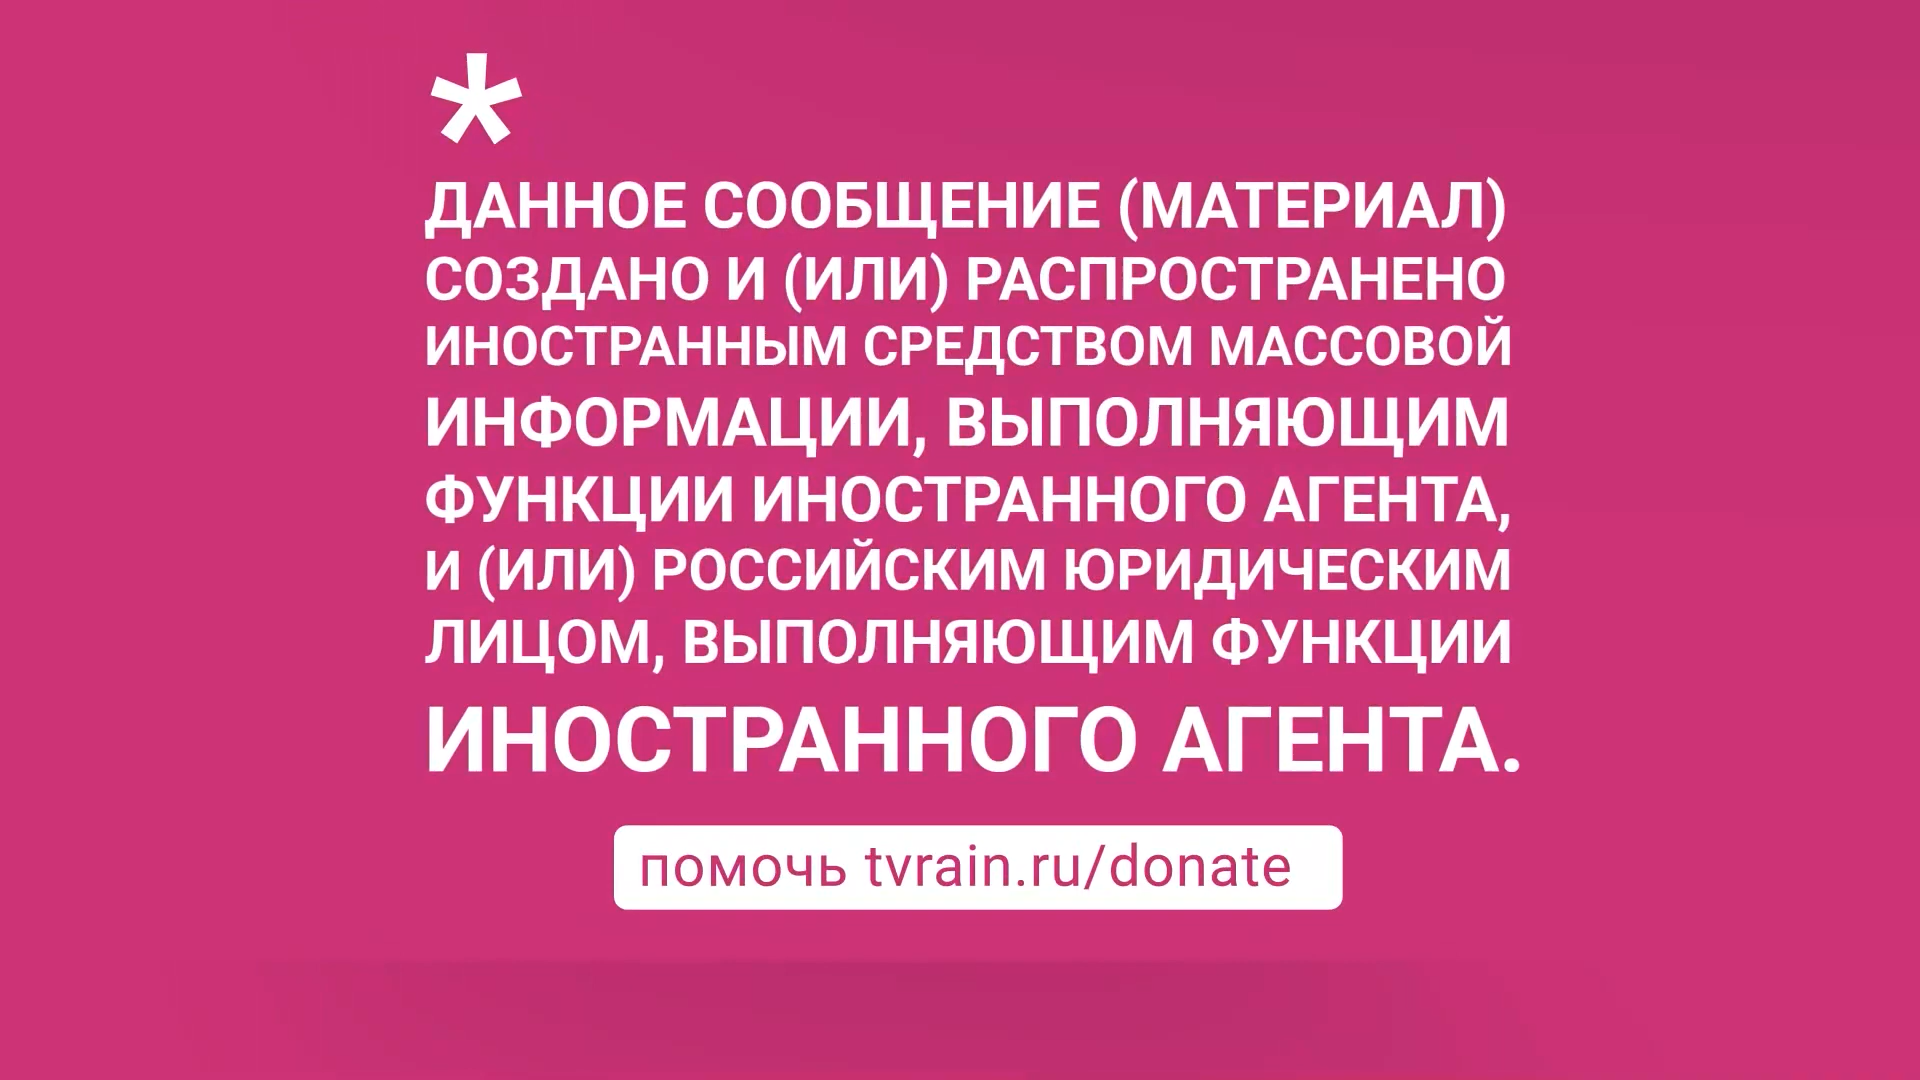 *
ДАННОЕ СООБЩЕНИЕ (МАТЕРИАЛ)
СОЗДАНО И (ИЛИ) РАСПРОСТРАНЕНО
ИНОСТРАННЫМ СРЕДСТВОМ МАССОВОЙ
ИНФОРМАЦИИ, ВЫПОЛНЯЮЩИМ
ФУНКЦИИ ИНОСТРАННОГО АГЕНТА,
И (ИЛИ) РОССИЙСКИМ ЮРИДИЧЕСКИМ
ЛИЦОМ, ВЫПОЛНЯЮЩИМ ФУНКЦИИ
ИНОСТРАННОГО АГЕНТА.
помочь tvrain.ru/donate